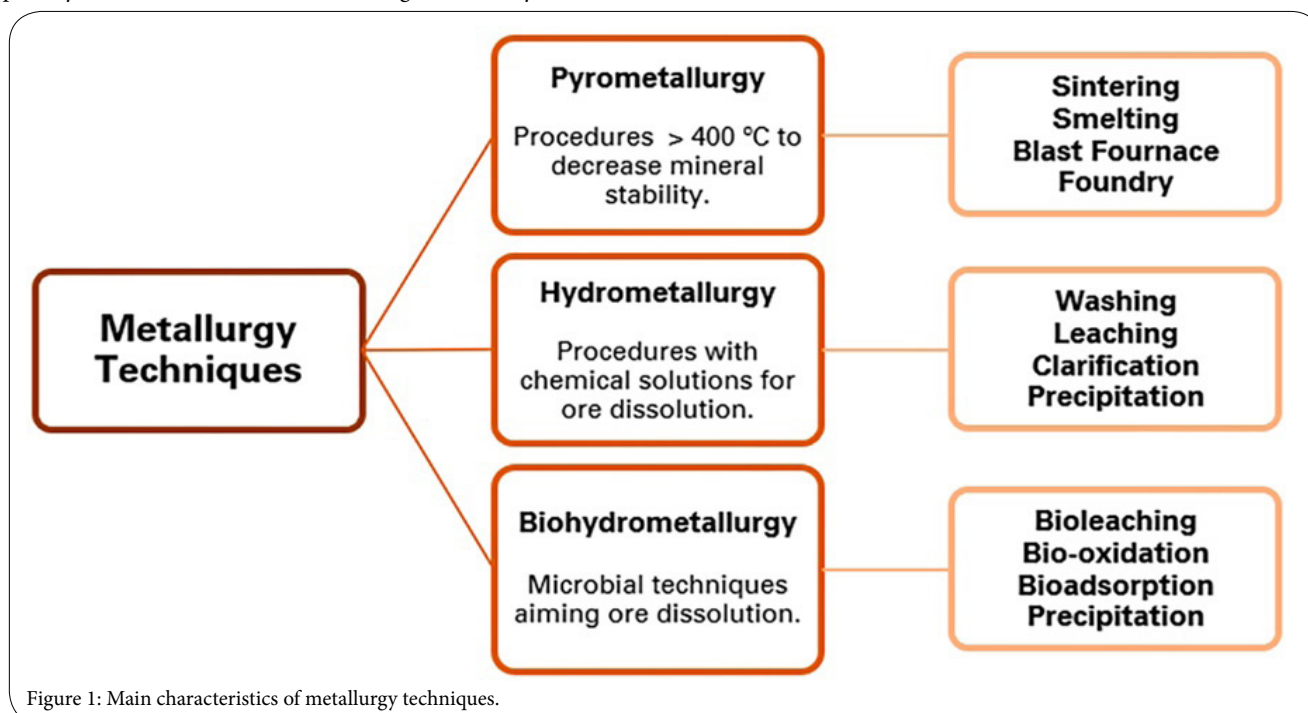 Metallurgy
Techniques
Pyrometallurgy
Procedures > 400 ºC to
decrease mineral
stability.
Sintering
Smelting
Blast Fournace
Foundry
Hydrometallurgy
Procedures with
chemical solutions for
ore dissolution.
Washing
Leaching
Clarification
Precipitation
Biohydrometallurgy
Microbial techniques
aiming ore dissolution.
Bioleaching
Bio-oxidation
Bioadsorption
Precipitation
Figure 1: Main characteristics of metallurgy techniques.